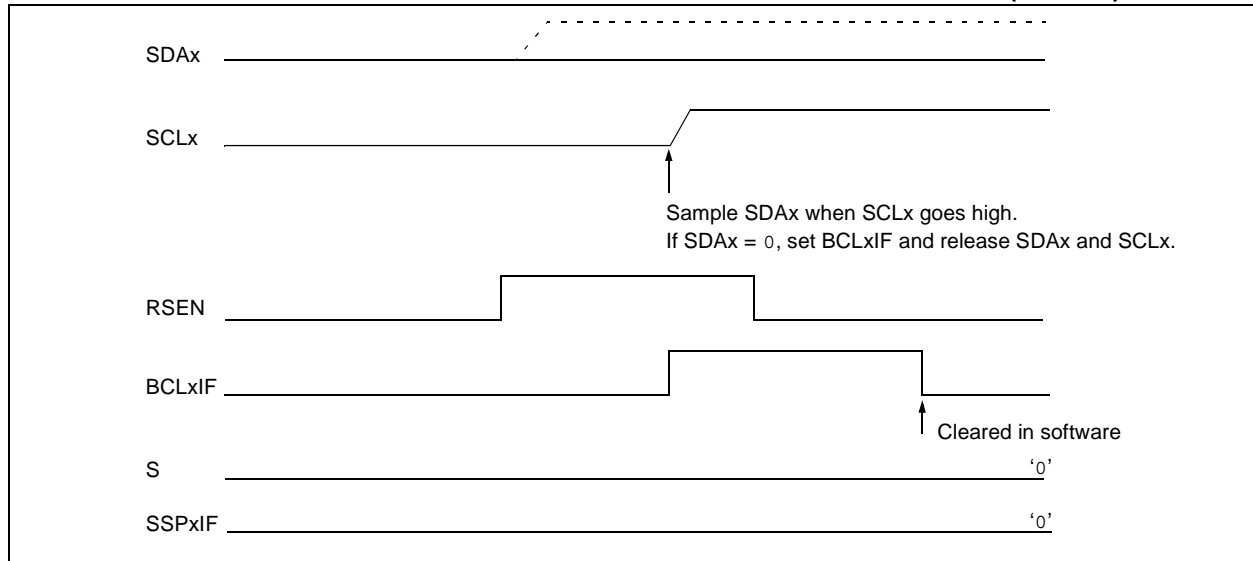 SDAx
SCLx
Sample SDAx when SCLx goes high.
If SDAx = 0, set BCLxIF and release SDAx and SCLx.
RSEN
BCLxIF
Cleared in software
S
‘0’
SSPxIF
‘0’